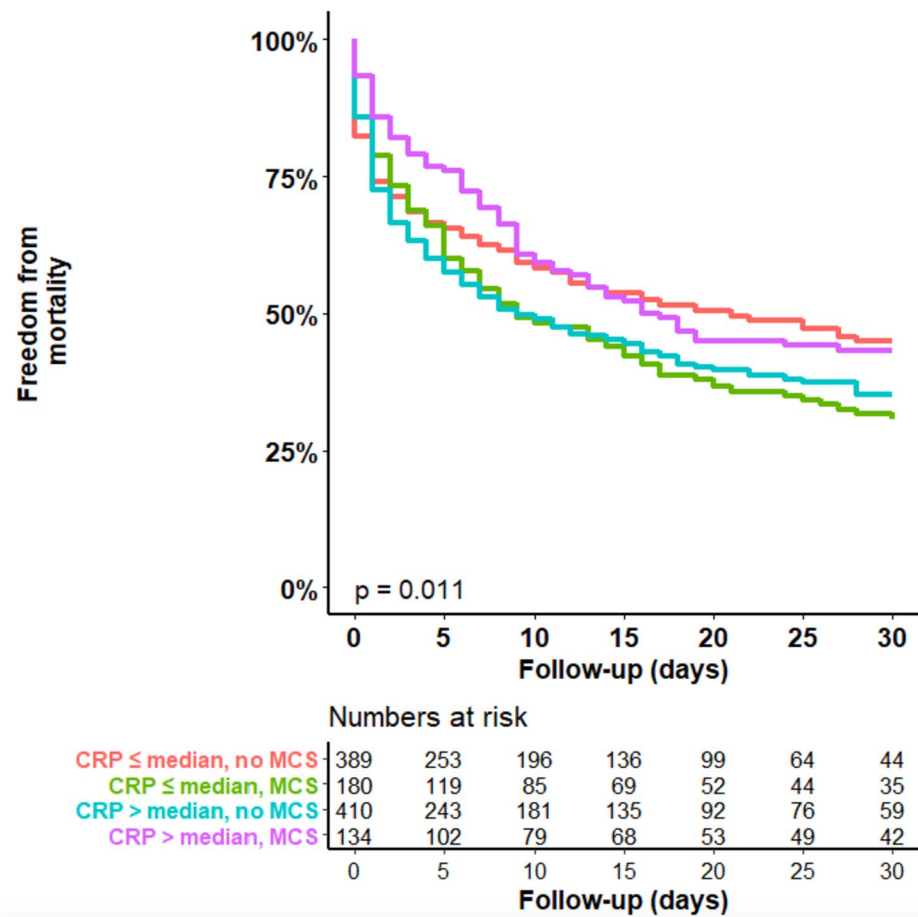 100%
75%
50%
25%
0%
Freedom from
mortality
p = 0.011
0 5 10 15 20 25 30
Follow-up (days)
Numbers at risk
CRP ≤ median, no MCS 389 253 196 136 99 64 44
CRP ≤ median, MCS 180 119 85 69 52 44 35
CRP > median, no MCS 410 243 181 135 92 76 59
CRP > median, MCS 134 102 79 68 53 49 42
0 5 10 15 20 25 30
Follow-up (days)